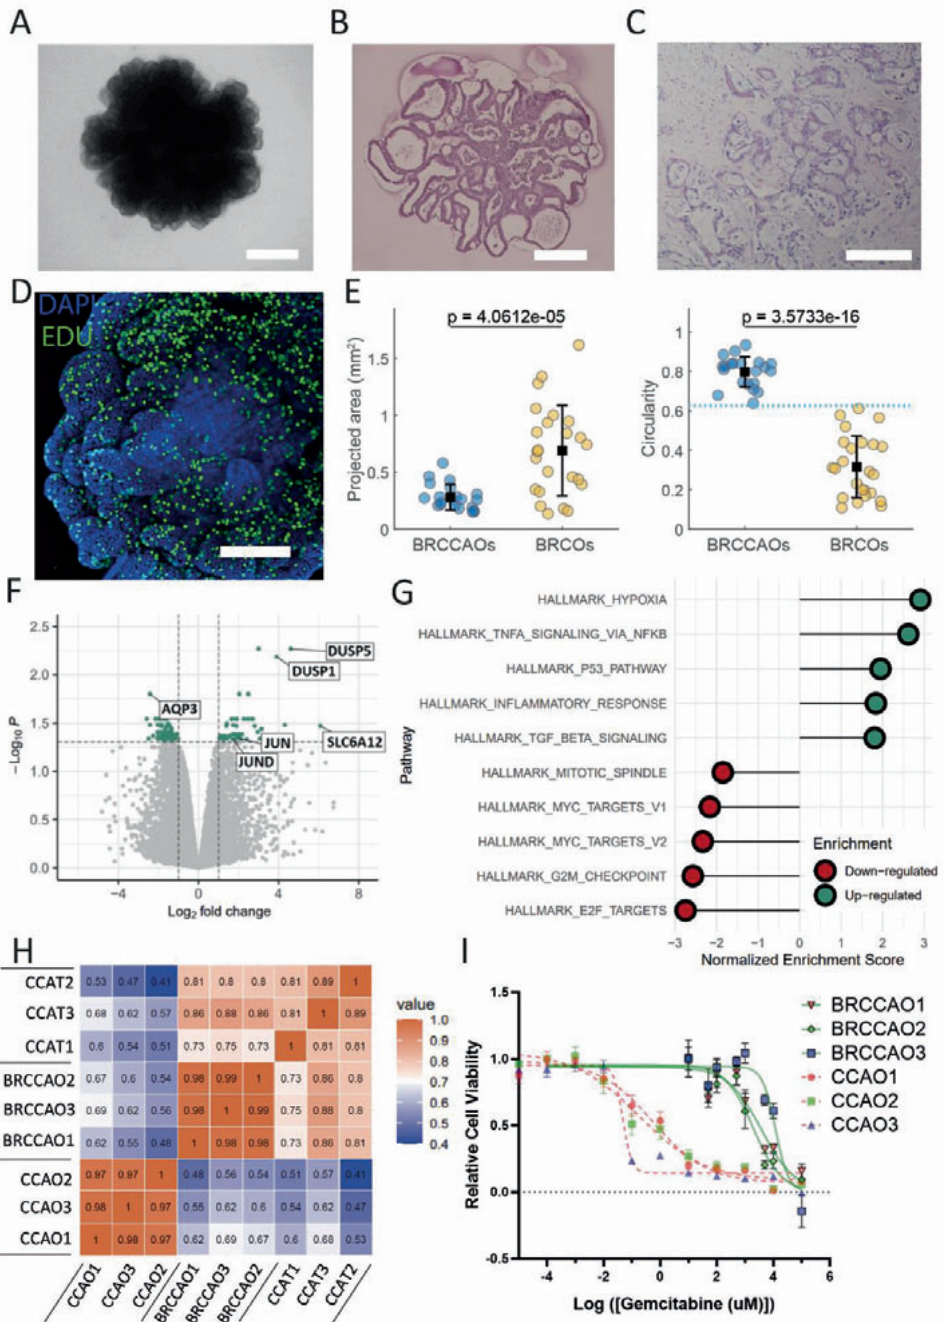 A
B
C
D
DAPI
EDU
E
p = 4.0612e-05
Projected area (mm²)
1.5
1
0.5
0
BRCCAOs
BRCOs
p = 3.5733e-16
Circularity
1
0.8
0.6
0.4
0.2
0
BRCCAOs
BRCOs
F
−Log₁₀ P
2.5
2.0
1.5
1.0
0.5
0.0
DUSP5
DUSP1
AQP3
JUN
SLC6A12
JUND
−4
0
4
8
Log₂ fold change
G
Pathway
HALLMARK_HYPOXIA
HALLMARK_TNFA_SIGNALING_VIA_NFKB
HALLMARK_P53_PATHWAY
HALLMARK_INFLAMMATORY_RESPONSE
HALLMARK_TGF_BETA_SIGNALING
HALLMARK_MITOTIC_SPINDLE
HALLMARK_MYC_TARGETS_V1
HALLMARK_MYC_TARGETS_V2
HALLMARK_G2M_CHECKPOINT
HALLMARK_E2F_TARGETS
Enrichment
Down−regulated
Up−regulated
−3 −2 −1 0 1 2 3
Normalized Enrichment Score
H
CCAT2 0.53 0.47 0.41 0.81 0.8 0.8 0.81 0.89 1
CCAT3 0.68 0.62 0.57 0.86 0.88 0.86 0.81 1 0.89
CCAT1 0.6 0.54 0.51 0.73 0.75 0.73 1 0.81 0.81
BRCCAO2 0.67 0.6 0.54 0.98 0.99 1 0.73 0.86 0.8
BRCCAO3 0.69 0.62 0.56 0.98 1 0.99 0.75 0.88 0.8
BRCCAO1 0.62 0.55 0.48 1 0.98 0.98 0.73 0.86 0.81
CCAO2 0.97 0.97 1 0.48 0.56 0.54 0.51 0.57 0.41
CCAO3 0.98 1 0.97 0.55 0.62 0.6 0.54 0.62 0.47
CCAO1 1 0.98 0.97 0.62 0.69 0.67 0.6 0.68 0.53
CCAO1 CCAO3 CCAO2 BRCCAO1 BRCCAO3 BRCCAO2 CCAT1 CCAT3 CCAT2
value
1.0
0.9
0.8
0.7
0.6
0.5
0.4
I
Relative Cell Viability
1.5
1.0
0.5
0.0
-0.5
-4 -2 0 2 4 6
Log ([Gemcitabine (uM)])
BRCCAO1
BRCCAO2
BRCCAO3
CCAO1
CCAO2
CCAO3